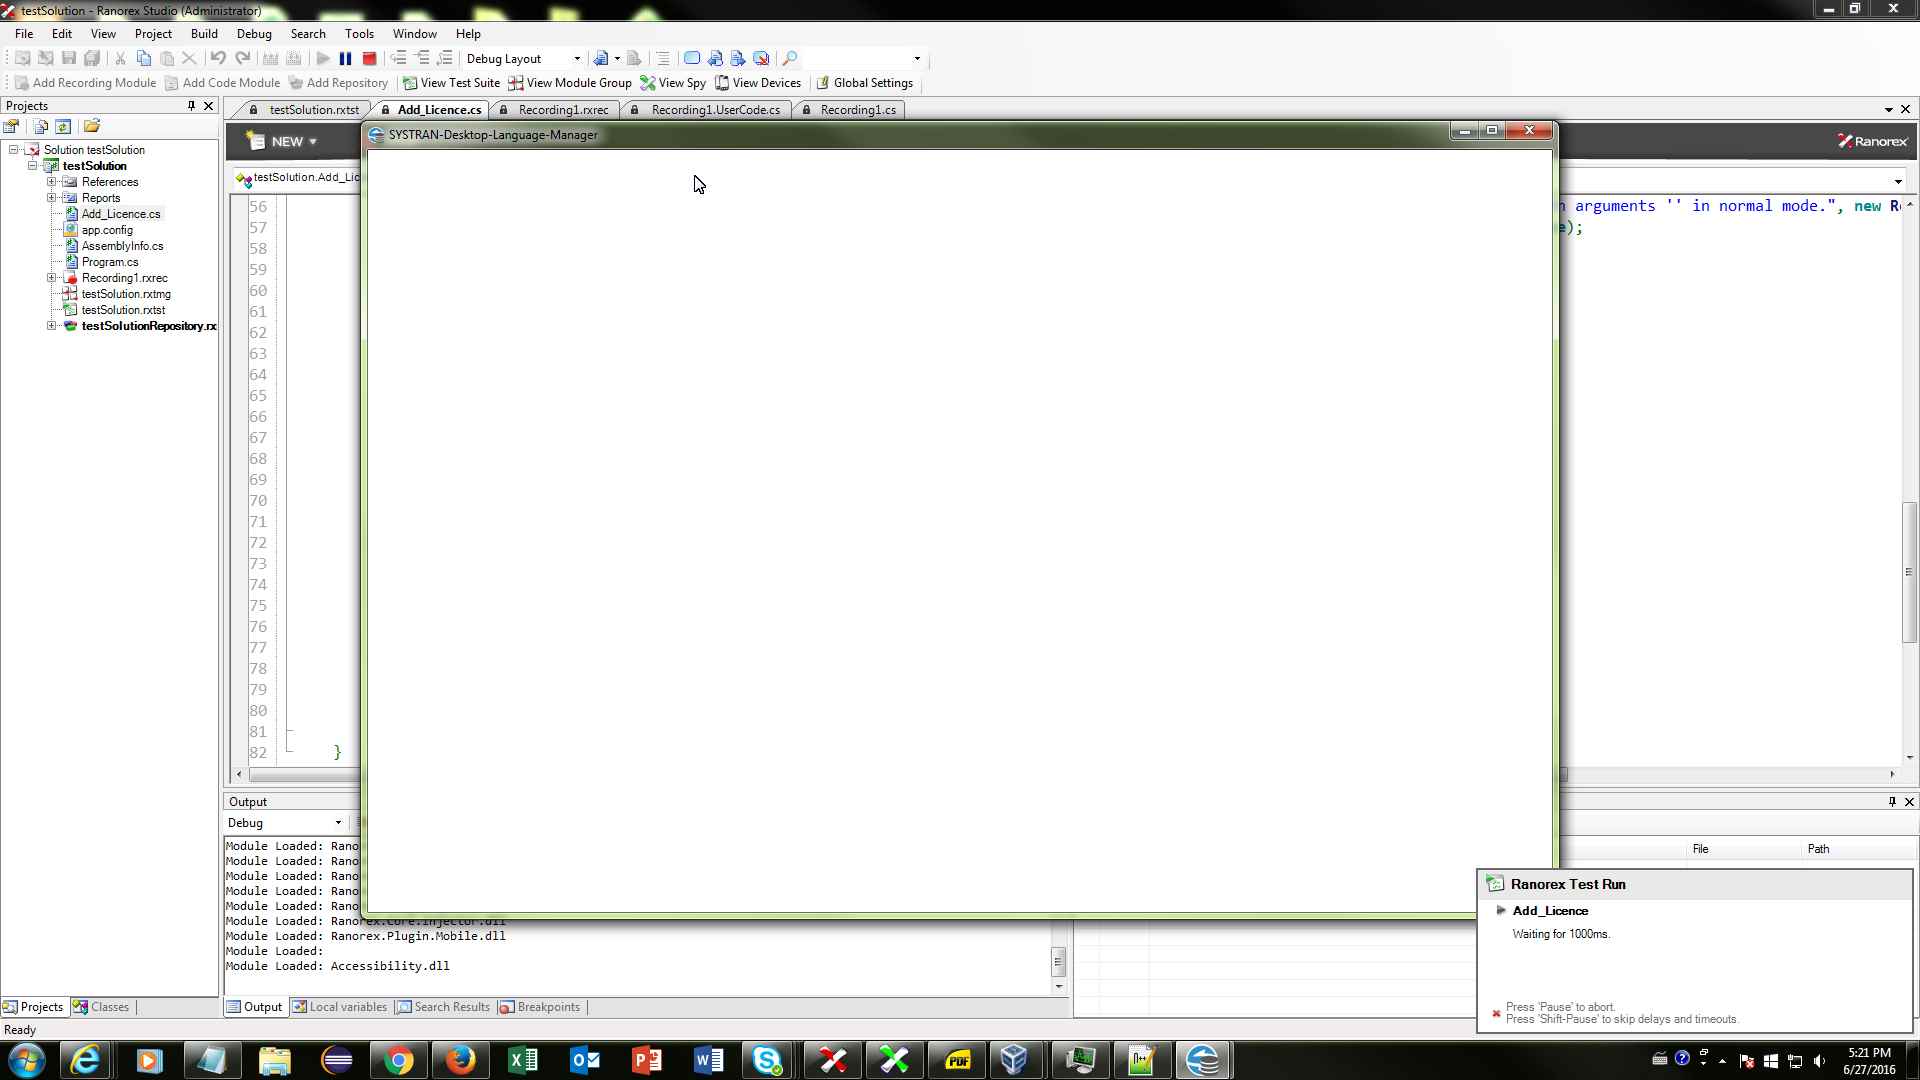 testSolution - Ranorex Studio (Administrator)
File Edit View Project Build Debug Search Tools Window Help
Debug Layout
Add Recording Module Add Code Module Add Repository View Test Suite View Module Group View Spy View Devices Global Settings
Projects
testSolution.rxtst Add_Licence.cs Recording1.rxrec Recording1.UserCode.cs Recording1.cs
SYSTRAN-Desktop-Language-Manager
NEW
Ranorex
Solution testSolution
testSolution
References
Reports
Add_Licence.cs
app.config
AssemblyInfo.cs
Program.cs
Recording1.rxrec
testSolution.rxtmg
testSolution.rxtst
testSolutionRepository.rx
testSolution.Add_Lic
56
arguments '' in normal mode.", new R
57
);
58
59
60
61
62
63
64
65
66
67
68
69
70
71
72
73
74
75
76
77
78
79
80
81
82 }
Output
Debug
Module Loaded: Rano
Module Loaded: Rano
Module Loaded: Rano
Module Loaded: Rano
Module Loaded: Rano
Module Loaded: Ranorex.Core.Injector.dll
Module Loaded: Ranorex.Plugin.Mobile.dll
Module Loaded:
Module Loaded: Accessibility.dll
File Path
Ranorex Test Run
Add_Licence
Waiting for 1000ms.
Press 'Pause' to abort.
Press 'Shift-Pause' to skip delays and timeouts.
Projects Classes
Output Local variables Search Results Breakpoints
Ready
PDF
5:21 PM
6/27/2016